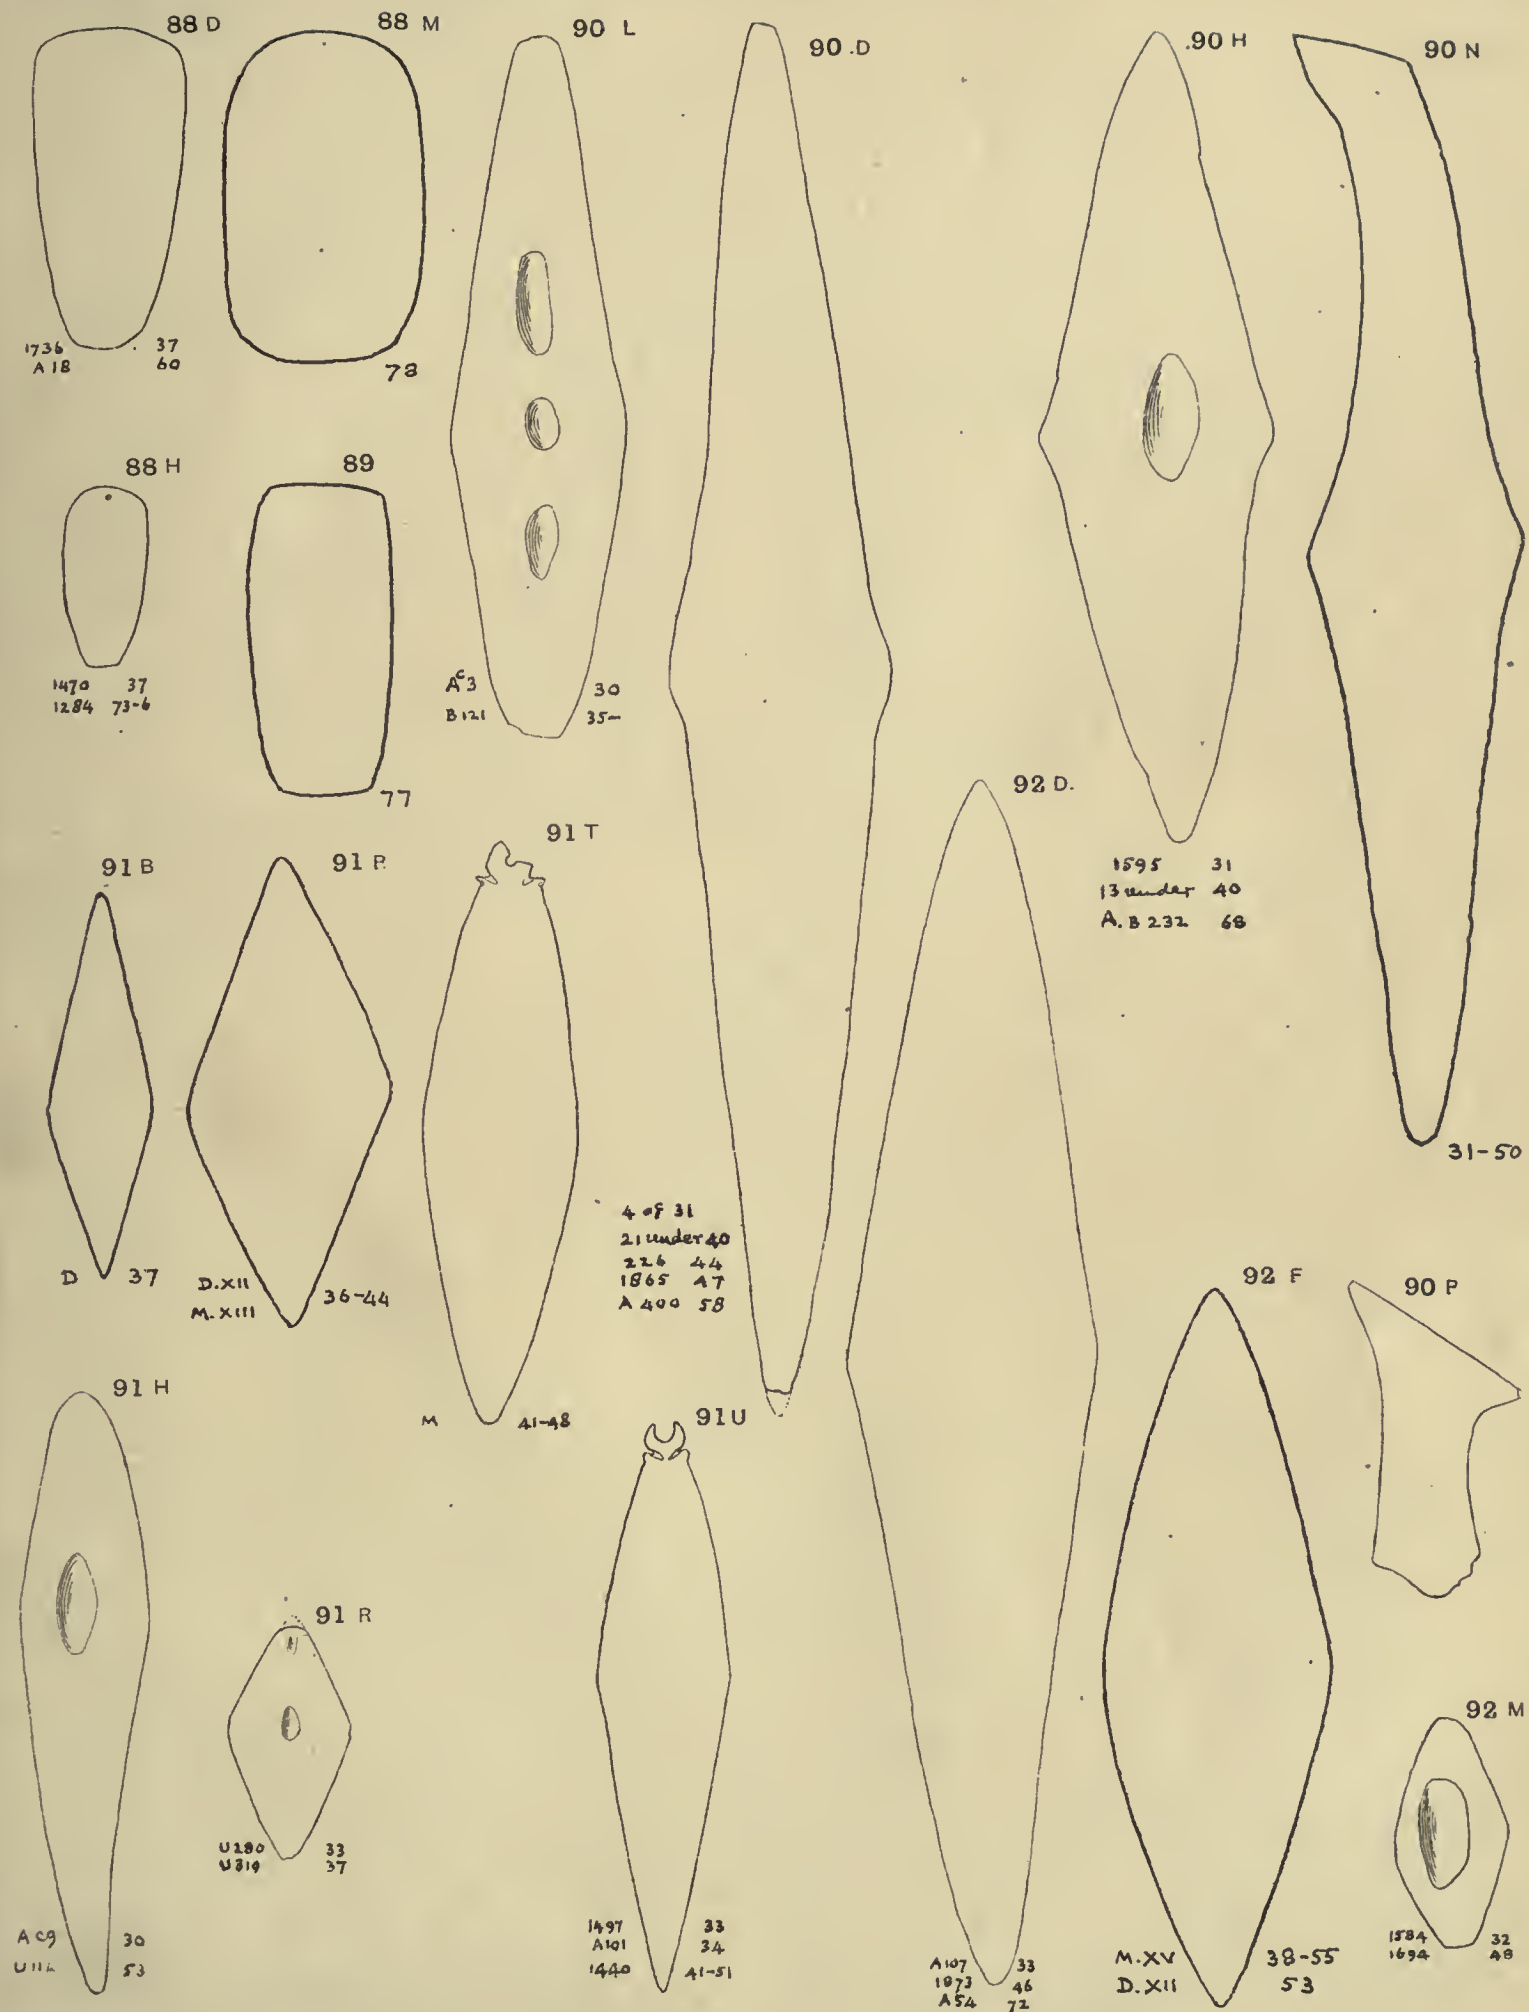 88 D
88 M
90 L
90 .D
.90 H
90 N
1736 37
A 18 60
78
88 H
89
1470 37
1284 73-6
77
Ac3 30
B 121 35-
92 D.
91 B
91 P
91 T
1595 31
13 under 40
A. B 232 68
31-50
D 37
D. XII 36-44
M. XIII
4 of 31
21 under 40
226 44
1865 47
A 400 58
92 F
90 P
91 H
M 41-48
91 U
91 R
92 M
U 280 33
U 319 37
A c9 30
53
1497 33
A101 34
1440 41-51
A107 33
1873 46
A54 72
M. XV 38-55
D. XII 53
1584 32
1694 48